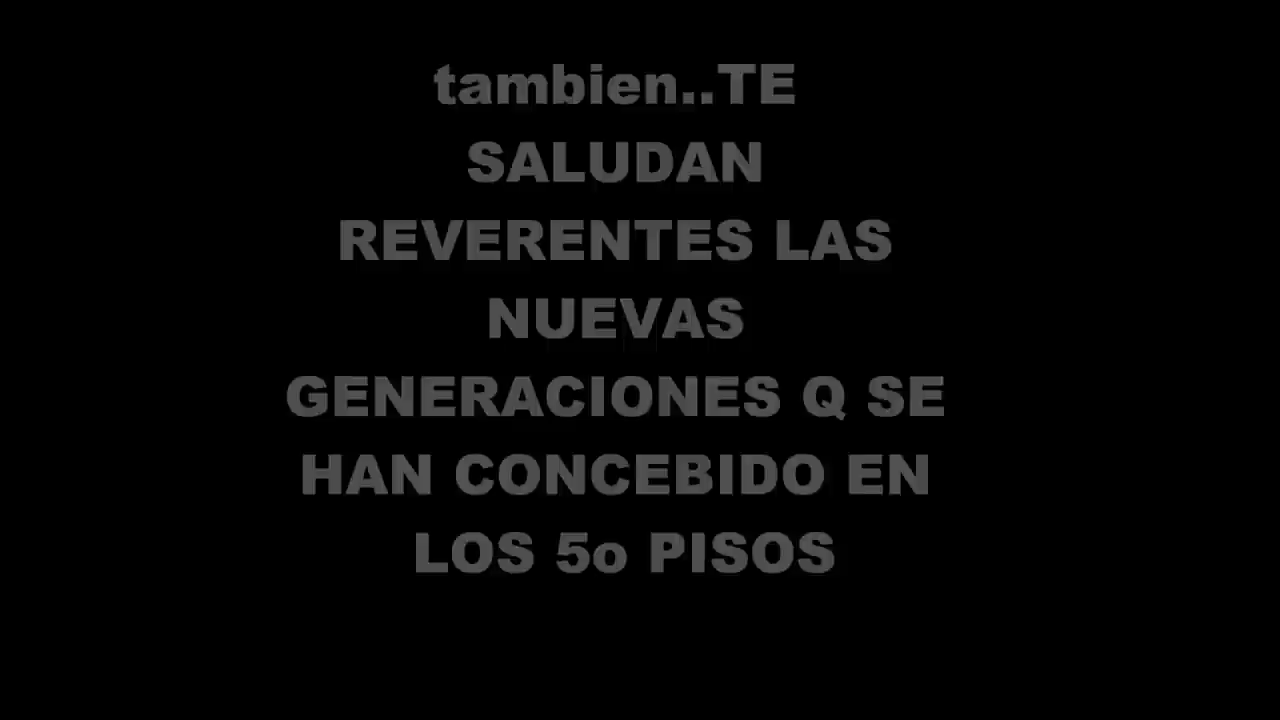 tambien..TE
SALUDAN
REVERENTES LAS
NUEVAS
GENERACIONES Q SE
HAN CONCEBIDO EN
LOS 5o PISOS